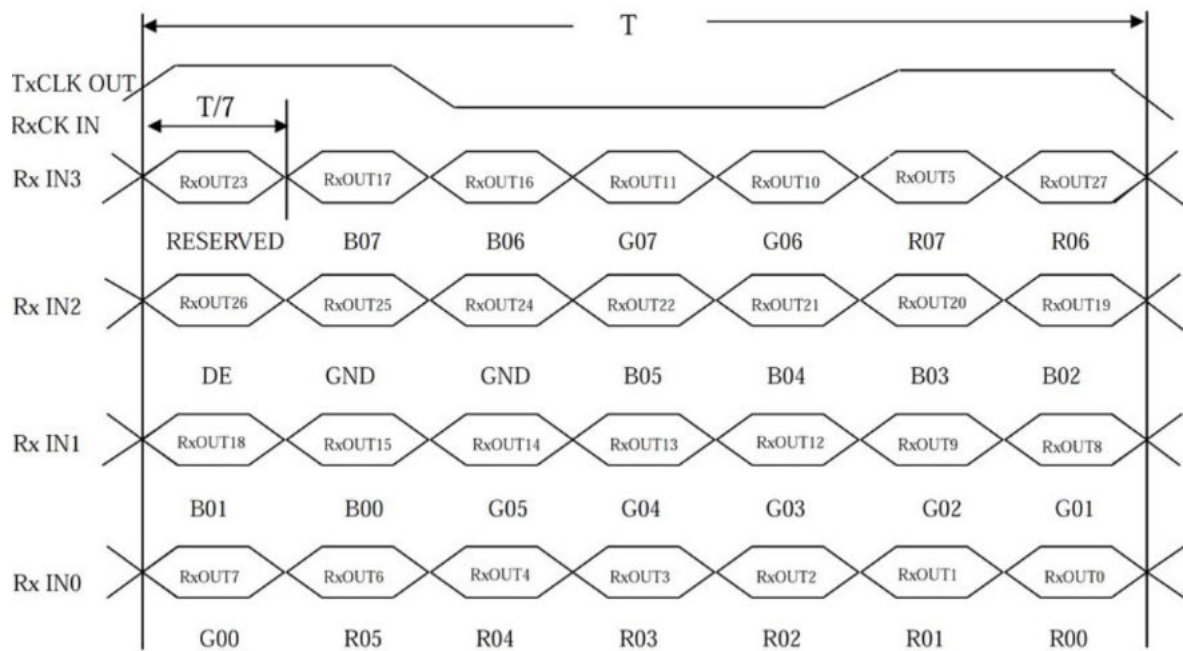 T
TxCLK OUT
T/7
RxCK IN
Rx IN3 RxOUT23 RxOUT17 RxOUT16 RxOUT11 RxOUT10 RxOUT5 RxOUT27
RESERVED B07 B06 G07 G06 R07 R06
Rx IN2 RxOUT26 RxOUT25 RxOUT24 RxOUT22 RxOUT21 RxOUT20 RxOUT19
DE GND GND B05 B04 B03 B02
Rx IN1 RxOUT18 RxOUT15 RxOUT14 RxOUT13 RxOUT12 RxOUT9 RxOUT8
B01 B00 G05 G04 G03 G02 G01
Rx IN0 RxOUT7 RxOUT6 RxOUT4 RxOUT3 RxOUT2 RxOUT1 RxOUT0
G00 R05 R04 R03 R02 R01 R00